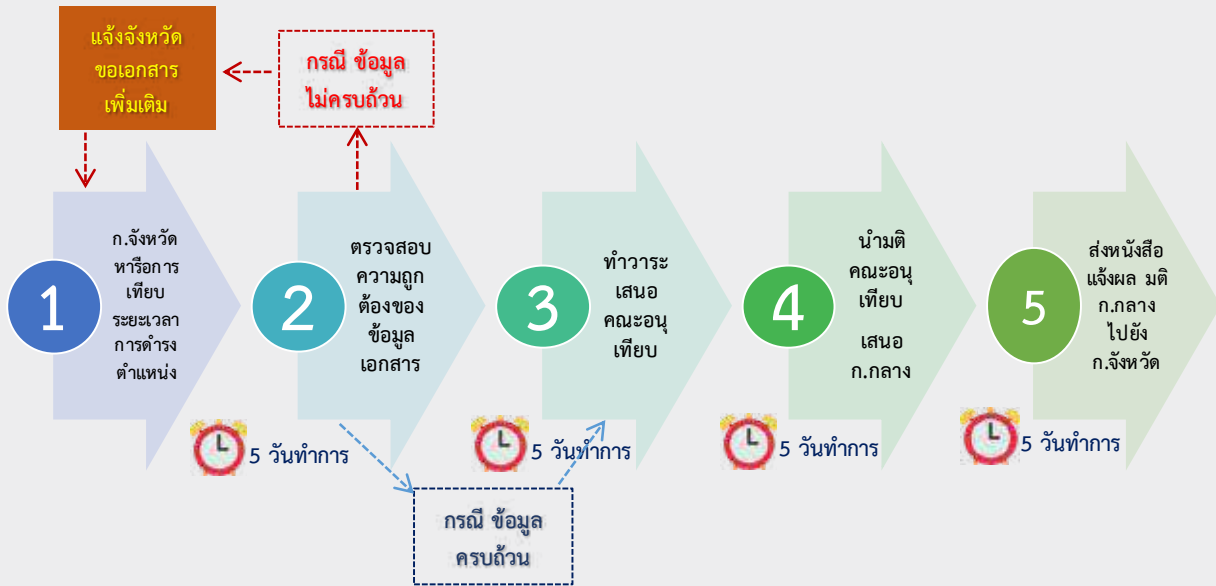 แจ้งจังหวัด
ขอเอกสาร
เพิ่มเติม
กรณี ข้อมูล
ไม่ครบถ้วน
1
ก.จังหวัด
หารือการ
เทียบ
ระยะเวลา
การดำรง
ตำแหน่ง
2
ตรวจสอบ
ความถูก
ต้องของ
ข้อมูล
เอกสาร
3
ทำวาระ
เสนอ
คณะอนุ
เทียบ
4
นำมติ
คณะอนุ
เทียบ
เสนอ
ก.กลาง
5
ส่งหนังสือ
แจ้งผล มติ
ก.กลาง
ไปยัง
ก.จังหวัด
5 วันทำการ
5 วันทำการ
5 วันทำการ
5 วันทำการ
กรณี ข้อมูล
ครบถ้วน